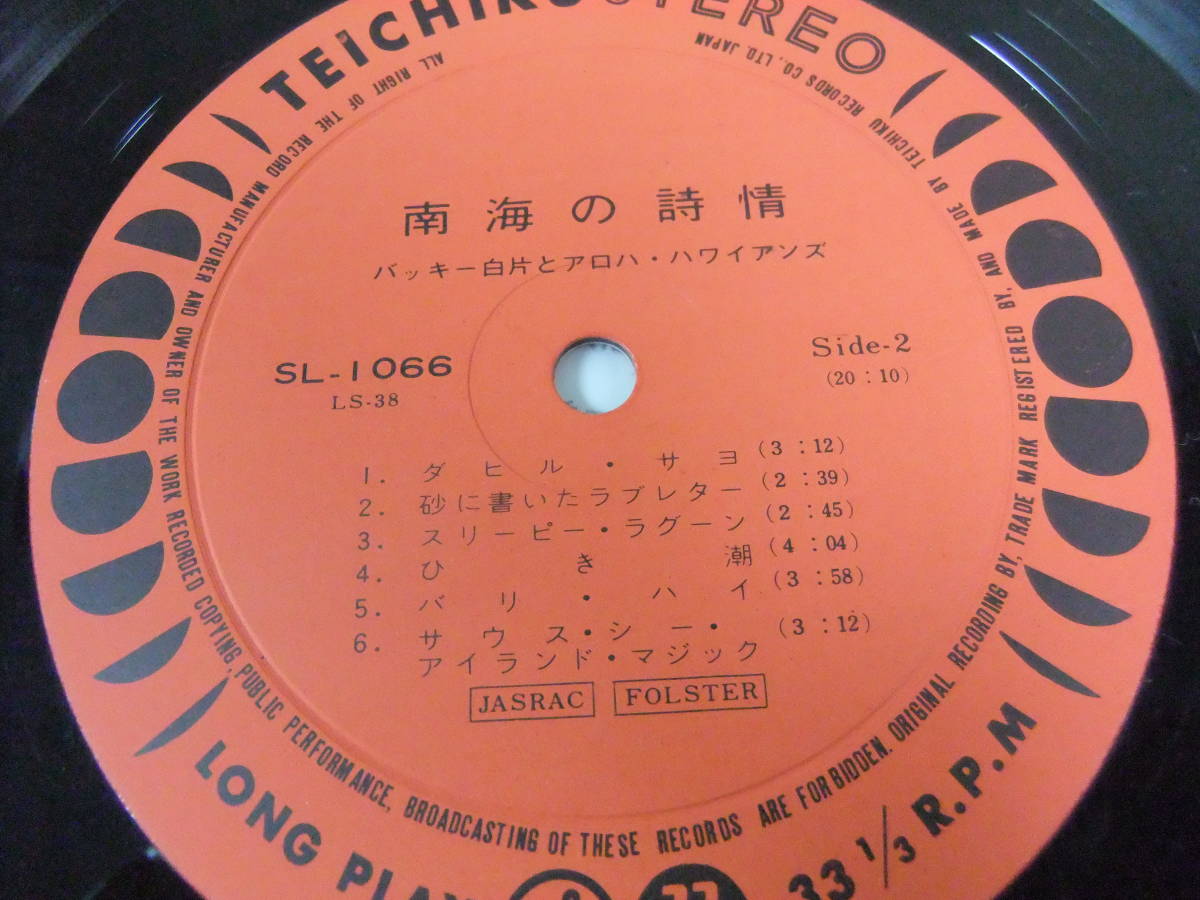 TEICHIKU STEREO
ALL RIGHT OF THE RECORD MANUFACTURER AND OWNER OF THE WORK RECORDED COPYING, PUBLIC PERFORMANCE, BROADCASTING OF THESE RECORDS ARE FORBIDDEN. ORIGINAL RECORDING BY, TRADE MARK REGISTERED BY, AND MADE BY TEICHIKU RECORDS CO., LTD. JAPAN
南海の詩情
バッキー白片とアロハ・ハワイアンズ
SL-1066
LS-38
Side-2
(20:10)
1. ダヒル・サヨ (3:12)
2. 砂に書いたラブレター (2:39)
3. スリーピー・ラグーン (2:45)
4. ひき潮 (4:04)
5. バリ・ハイ (3:58)
6. サウス・シー・ (3:12)
アイランド・マジック
JASRAC FOLSTER
LONG PLAY
33 1/3 R.P.M